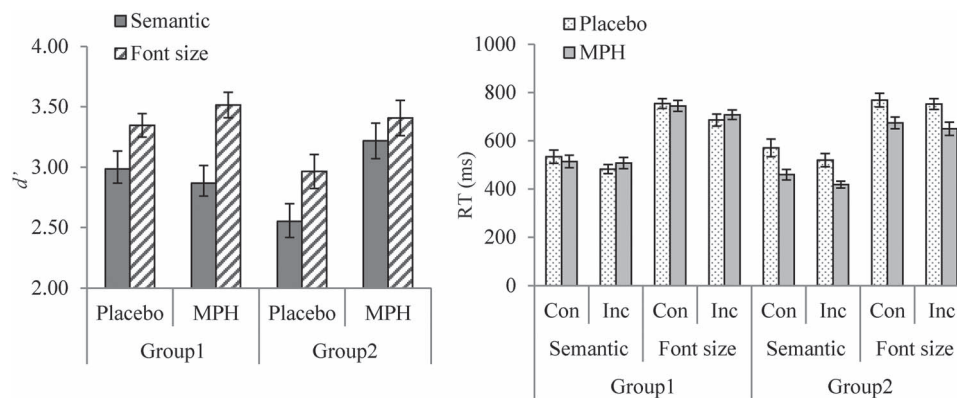 Semantic
Font size
4.00
3.50
3.00
2.50
2.00
d'
Placebo MPH Placebo MPH
Group1 Group2
Placebo
MPH
1000
800
600
400
200
0
RT (ms)
Con Inc Con Inc Con Inc Con Inc
Semantic Font size Semantic Font size
Group1 Group2